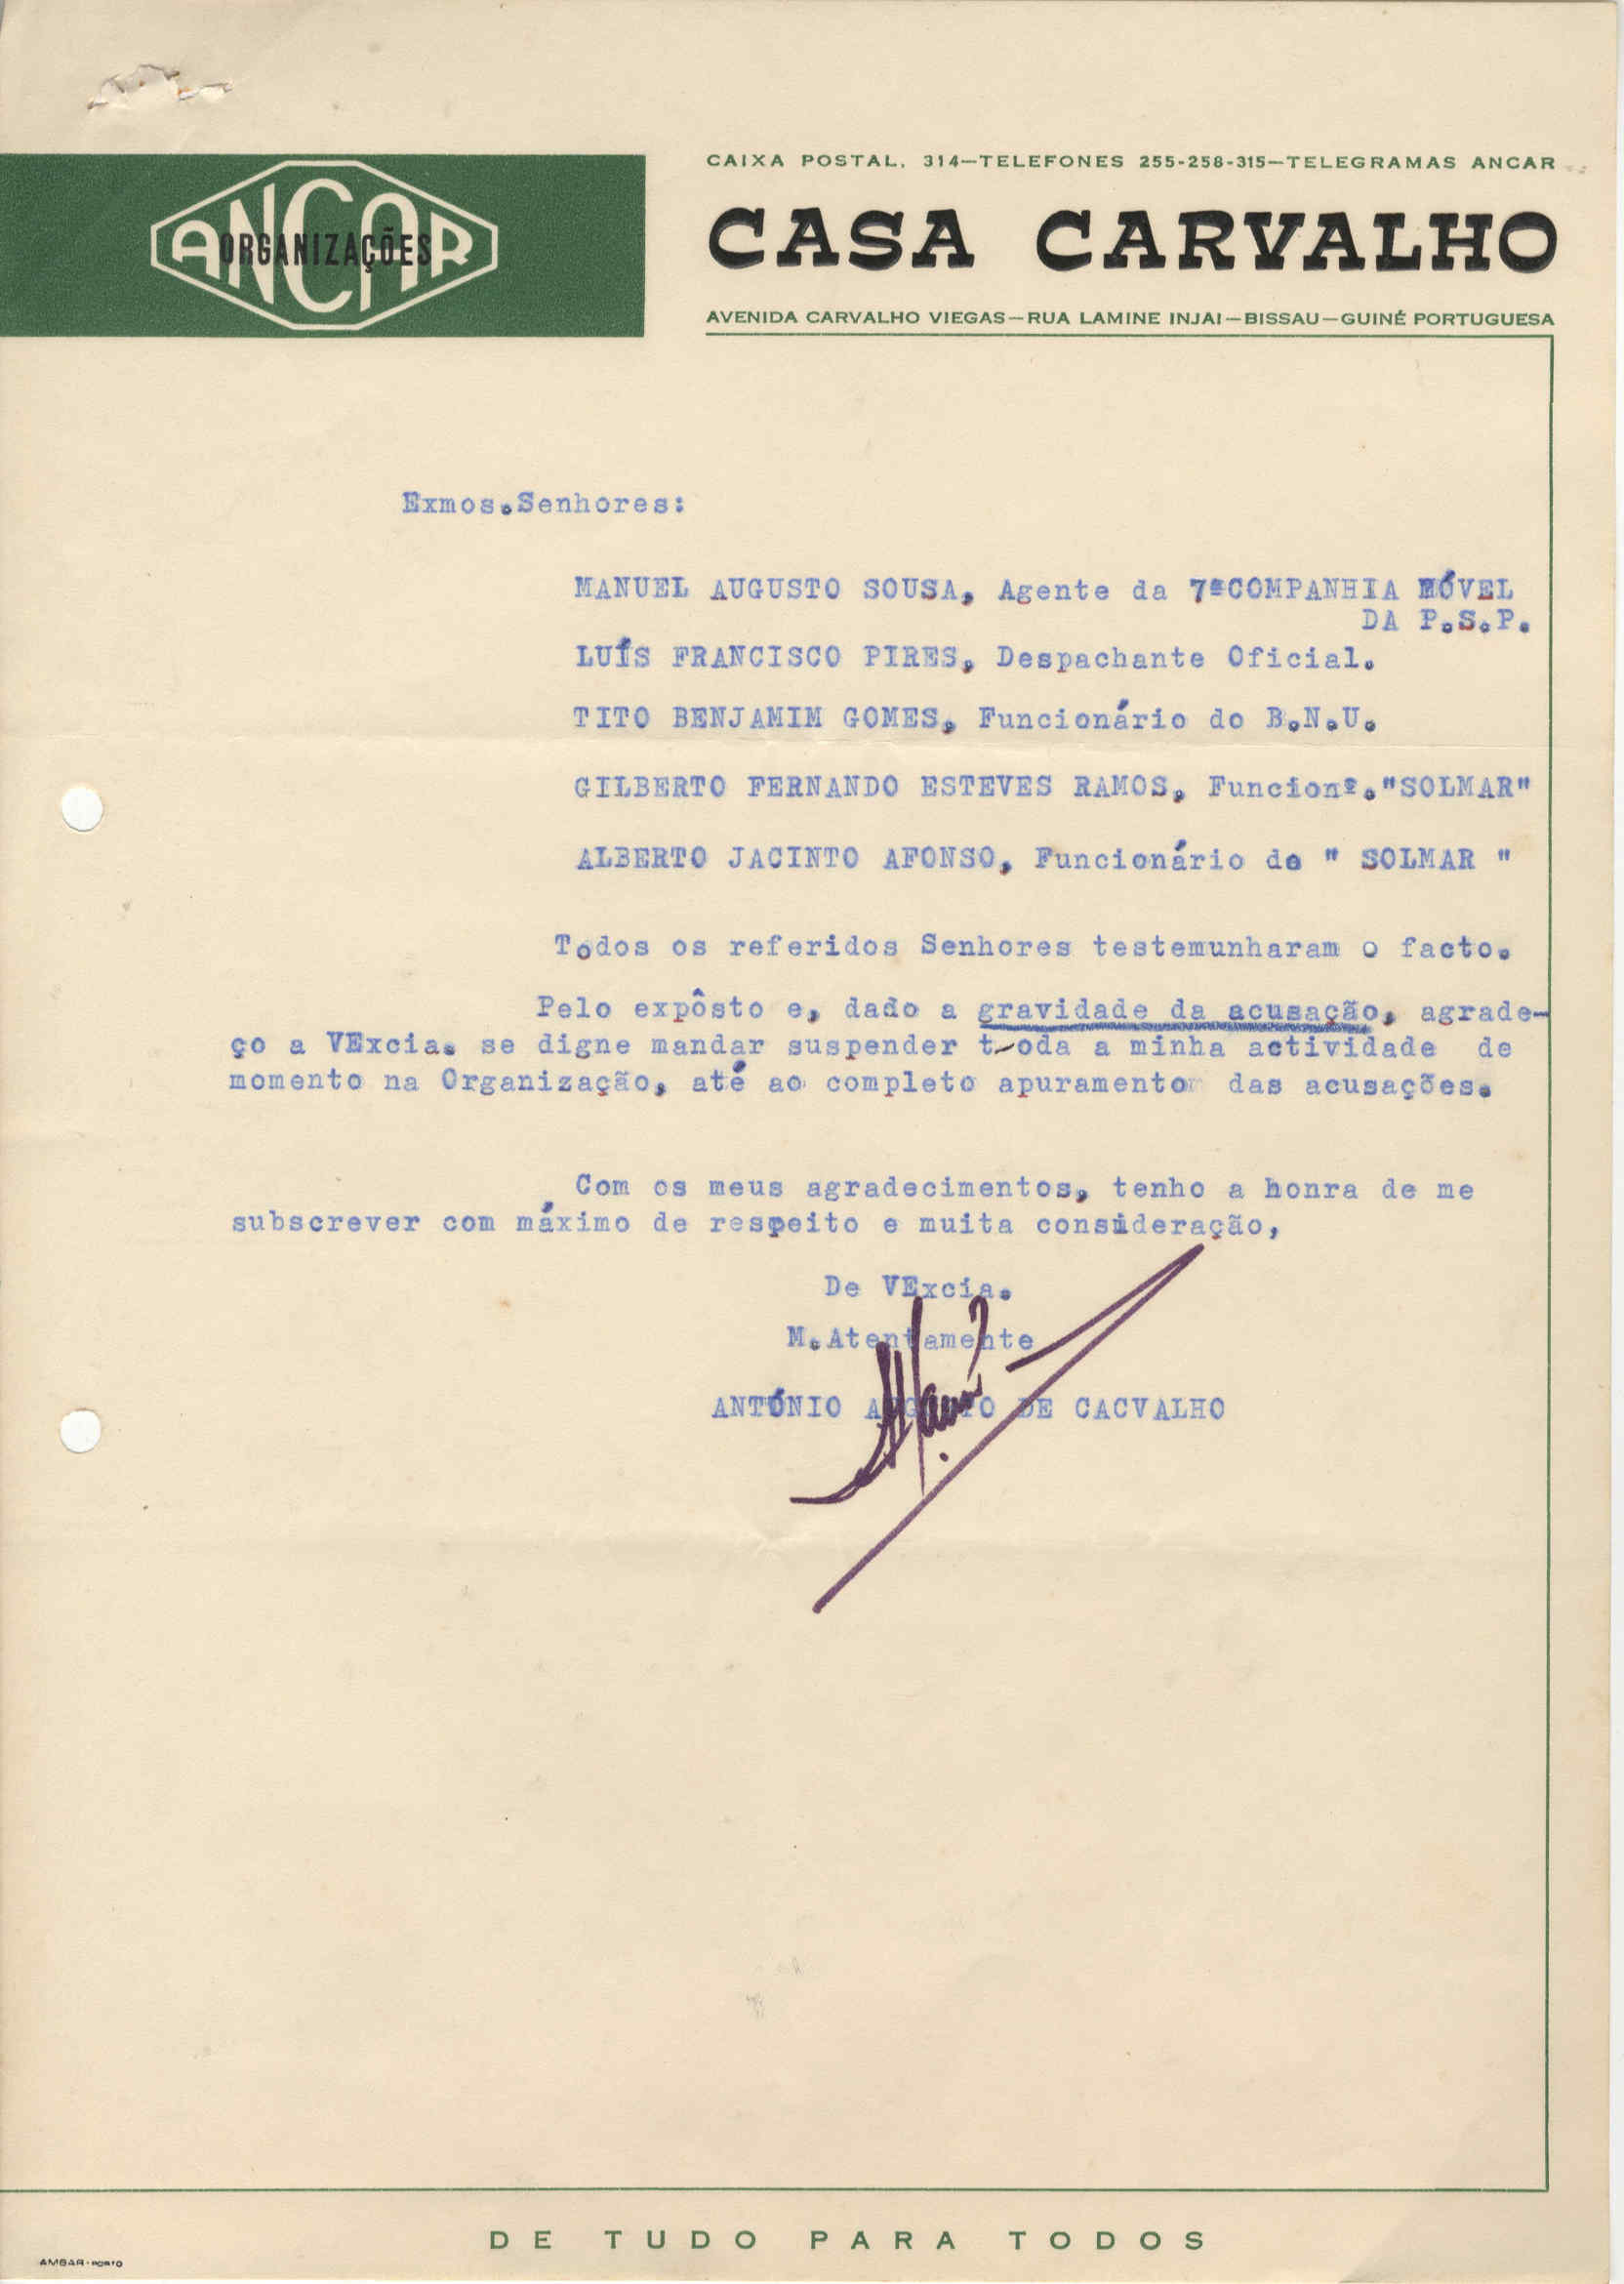 CAIXA POSTAL, 314—TELEFONES 255-258-315—TELEGRAMAS ANCAR
ANCAR
ORGANIZAÇÕES
CASA CARVALHO
AVENIDA CARVALHO VIEGAS—RUA LAMINE INJAI—BISSAU—GUINÉ PORTUGUESA
Exmos.Senhores:
MANUEL AUGUSTO SOUSA, Agente da 7ªCOMPANHIA MÓVEL
DA P.S.P.
LUÍS FRANCISCO PIRES, Despachante Oficial.
TITO BENJAMIM GOMES, Funcionário do B.N.U.
GILBERTO FERNANDO ESTEVES RAMOS, Funcionº."SOLMAR"
ALBERTO JACINTO AFONSO, Funcionário do " SOLMAR "
Todos os referidos Senhores testemunharam o facto.
Pelo expôsto e, dado a gravidade da acusação, agrade-
ço a VExcia. se digne mandar suspender toda a minha actividade de
momento na Organização, até ao completo apuramento das acusações.
Com os meus agradecimentos, tenho a honra de me
subscrever com máximo de respeito e muita consideração,
De VExcia.
M.Atentamente
ANTÓNIO AUGUSTO DE CACVALHO
DE TUDO PARA TODOS
AMBAR-PORTO